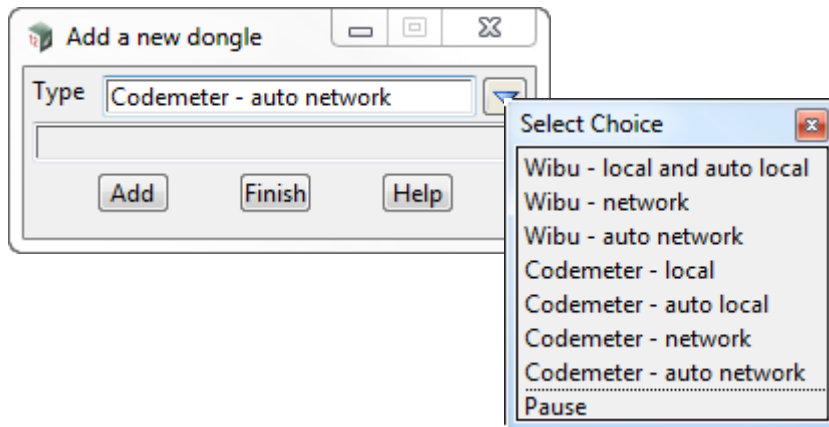 Add a new dongle
Type Codemeter - auto network
Add Finish Help
Select Choice
Wibu - local and auto local
Wibu - network
Wibu - auto network
Codemeter - local
Codemeter - auto local
Codemeter - network
Codemeter - auto network
Pause